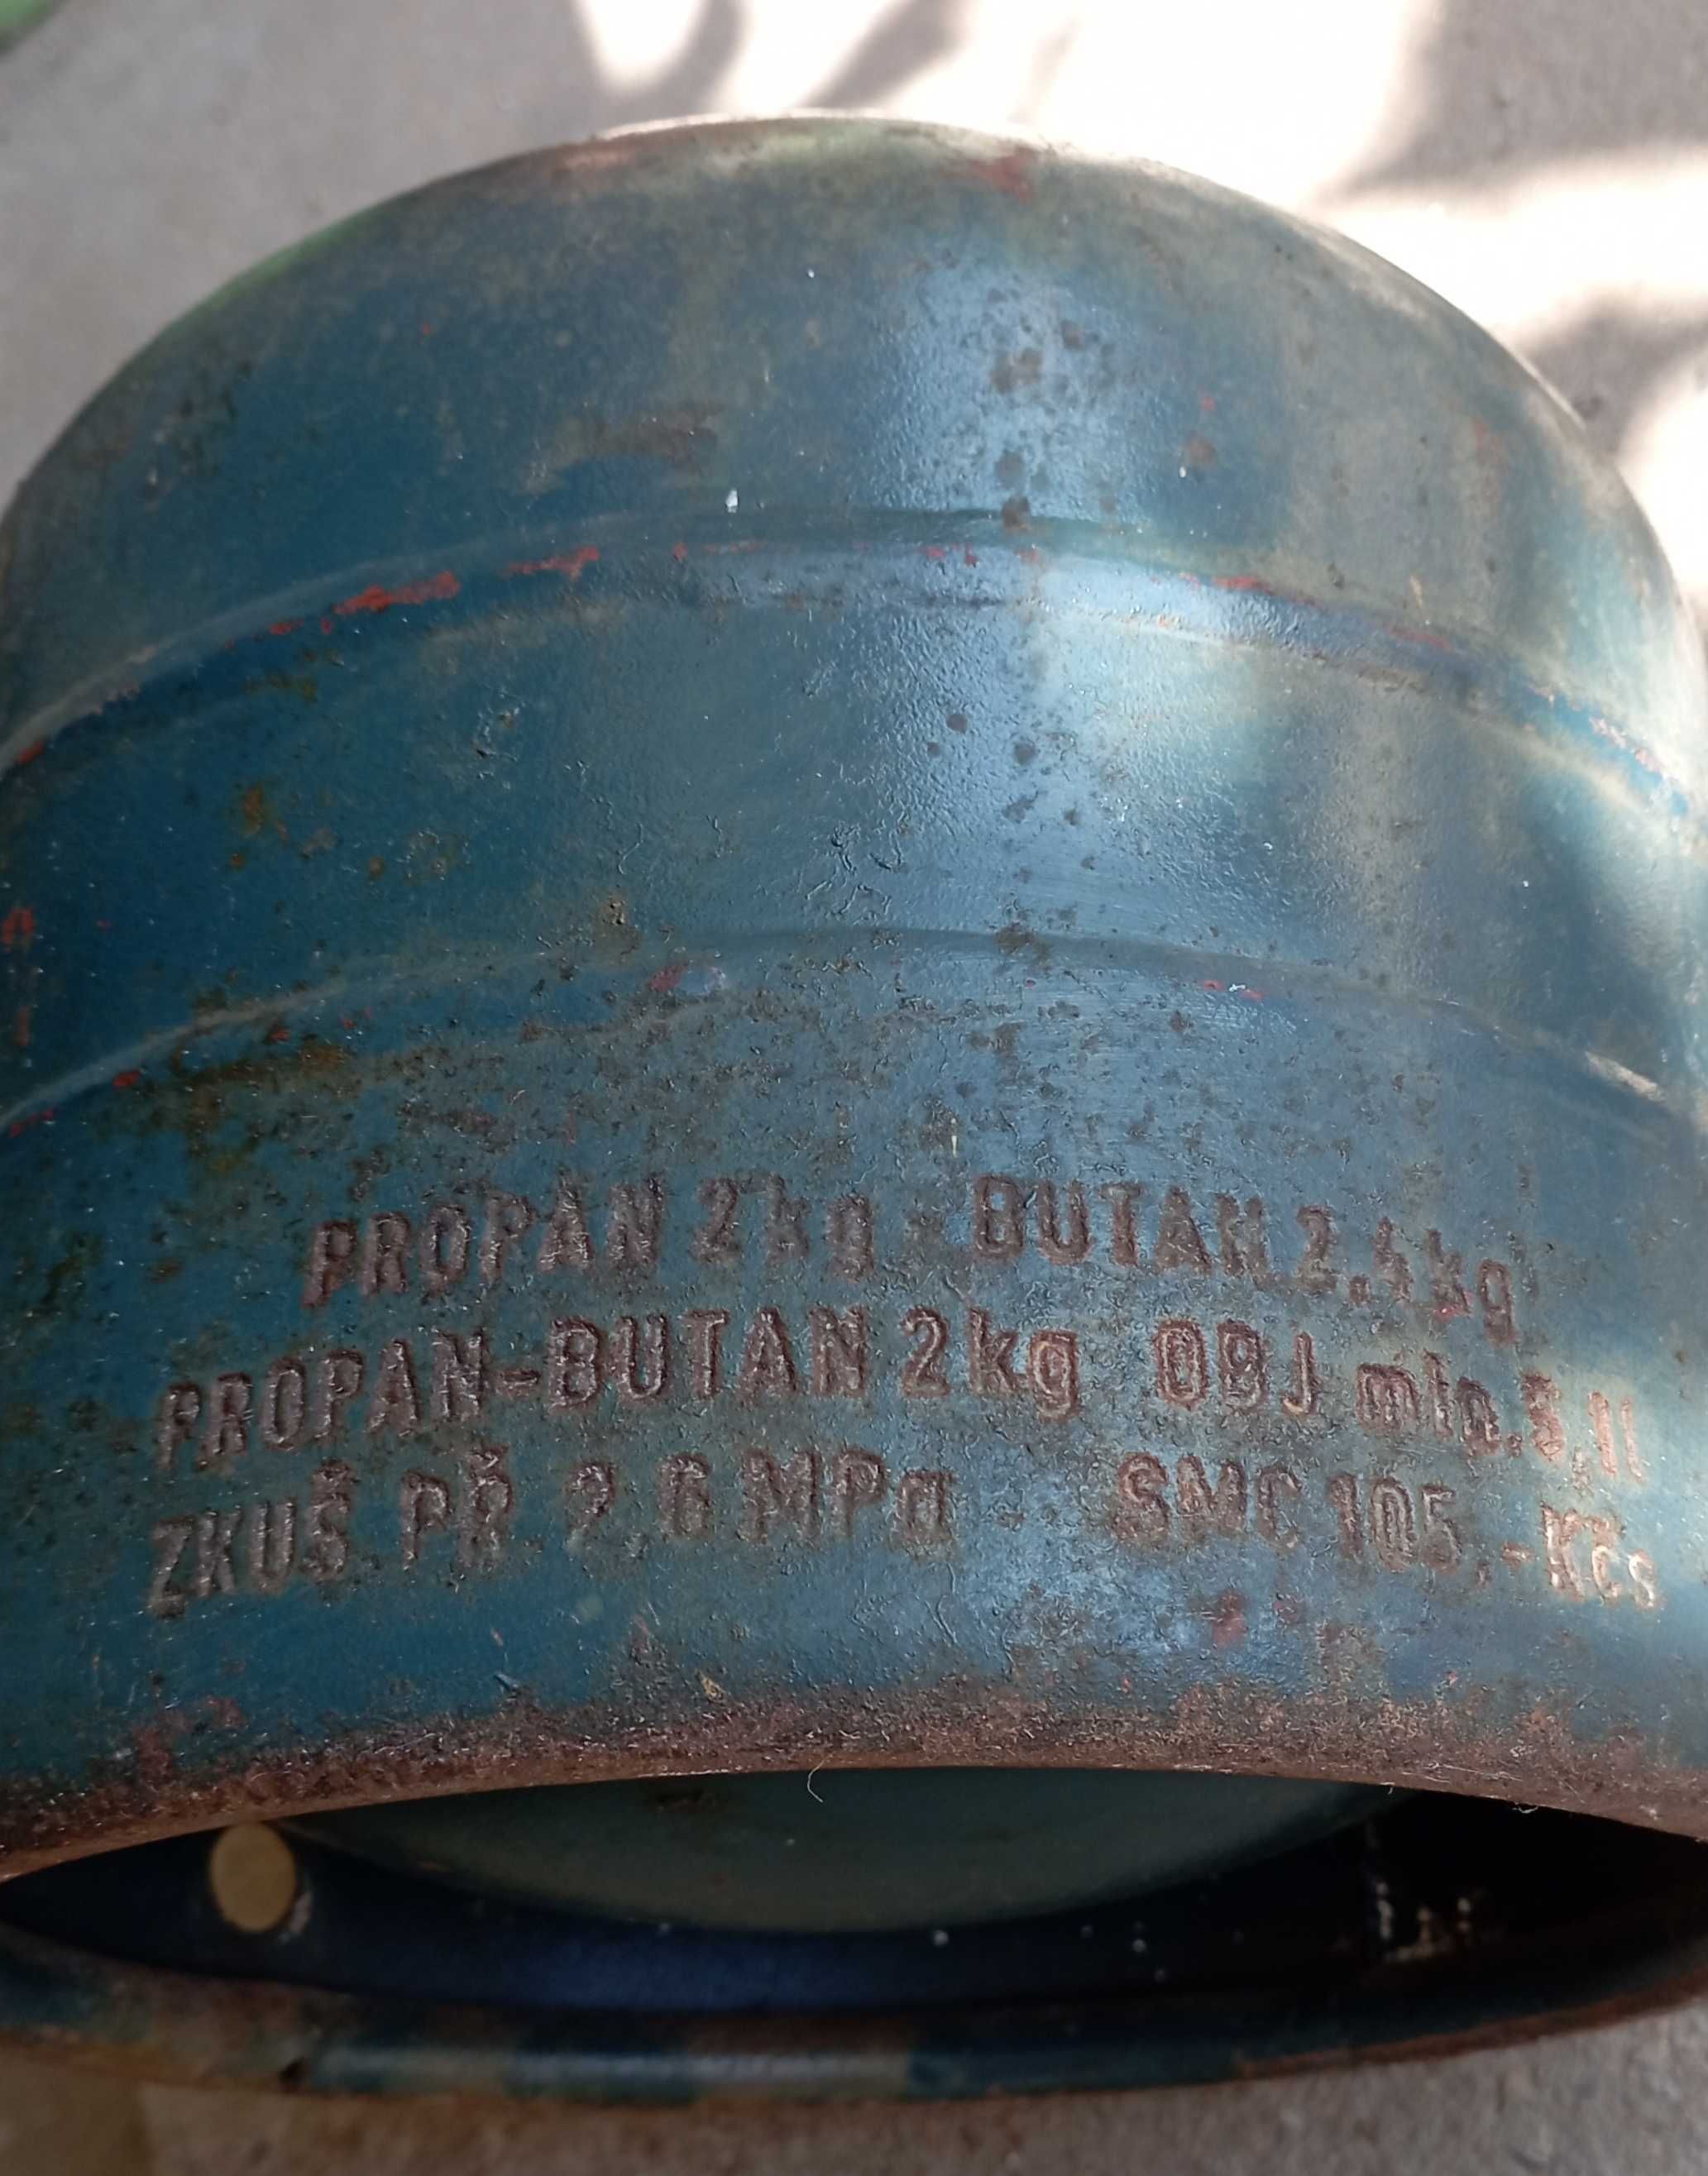 PROPAN 2kg BUTAN 2,4kg
PROPAN-BUTAN 2kg OBJ min. 5,1l
ZKUŠ PŘ 2,6 MPa SMC 105,-Kčs